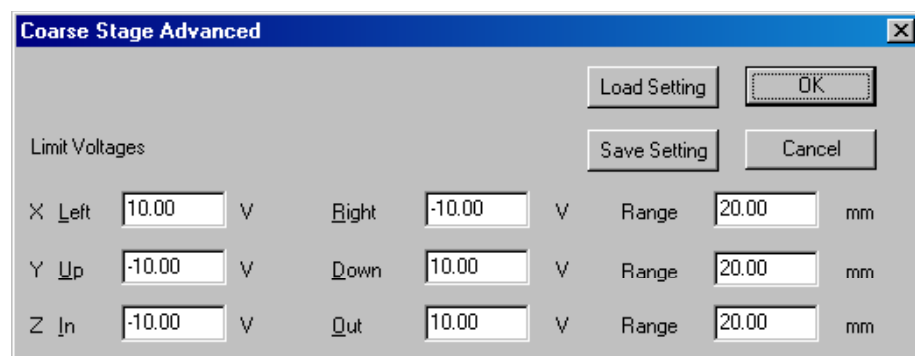 Coarse Stage Advanced
Load Setting OK
Limit Voltages Save Setting Cancel
X Left 10.00 V Right -10.00 V Range 20.00 mm
Y Up -10.00 V Down 10.00 V Range 20.00 mm
Z In -10.00 V Out 10.00 V Range 20.00 mm